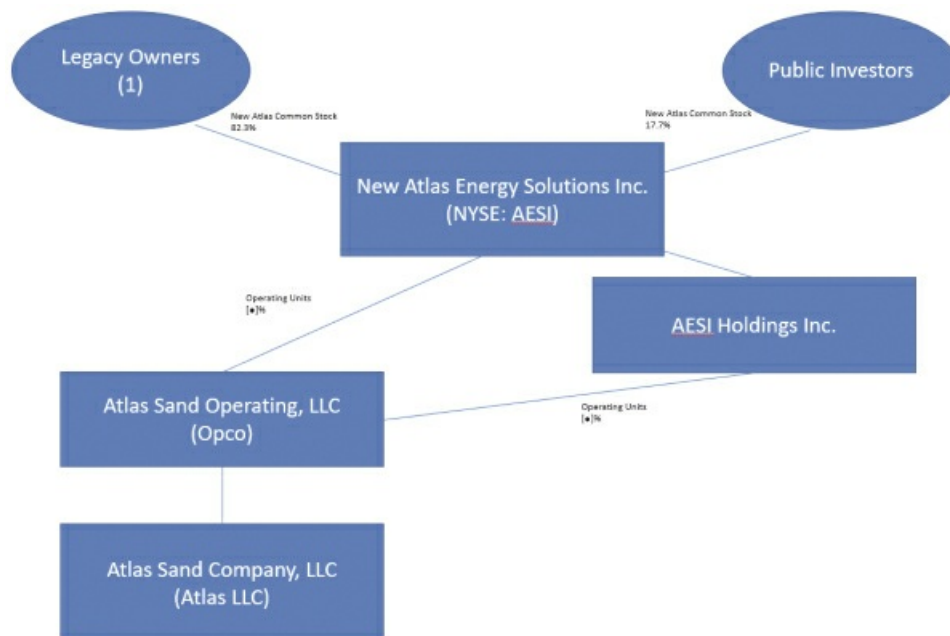 Legacy Owners
(1)
Public Investors
New Atlas Common Stock
82.3%
New Atlas Common Stock
17.7%
New Atlas Energy Solutions Inc.
(NYSE: AESI)
Operating Units
[●]%
AESI Holdings Inc.
Atlas Sand Operating, LLC
(Opco)
Operating Units
[●]%
Atlas Sand Company, LLC
(Atlas LLC)